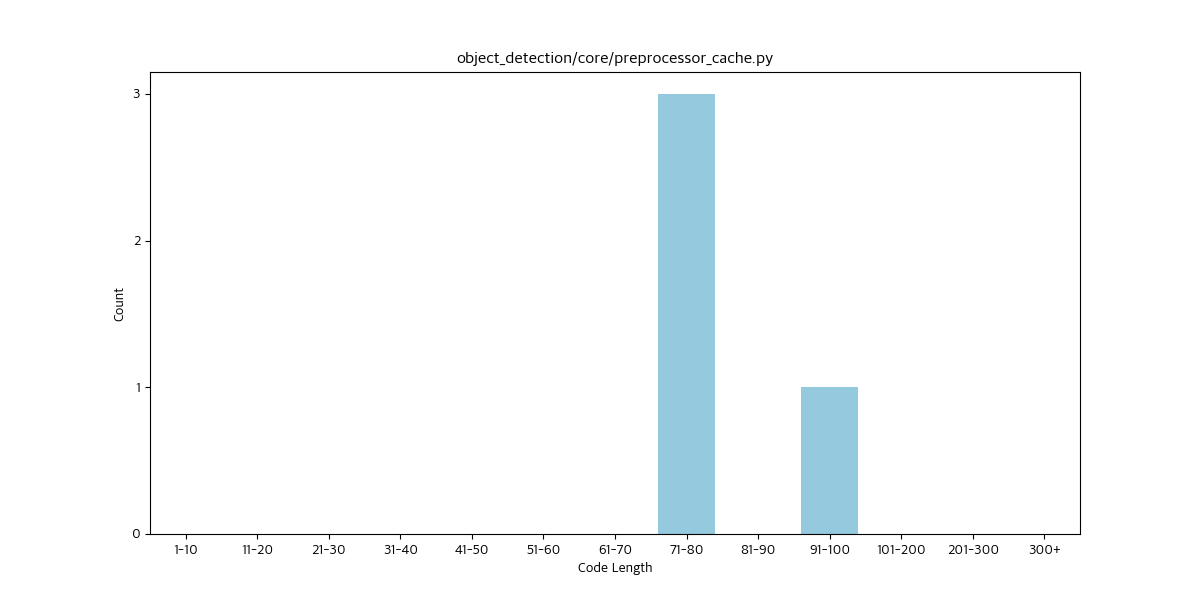 object_detection/core/preprocessor_cache.py
3
2
1
0
Count
1-10 11-20 21-30 31-40 41-50 51-60 61-70 71-80 81-90 91-100 101-200 201-300 300+
Code Length